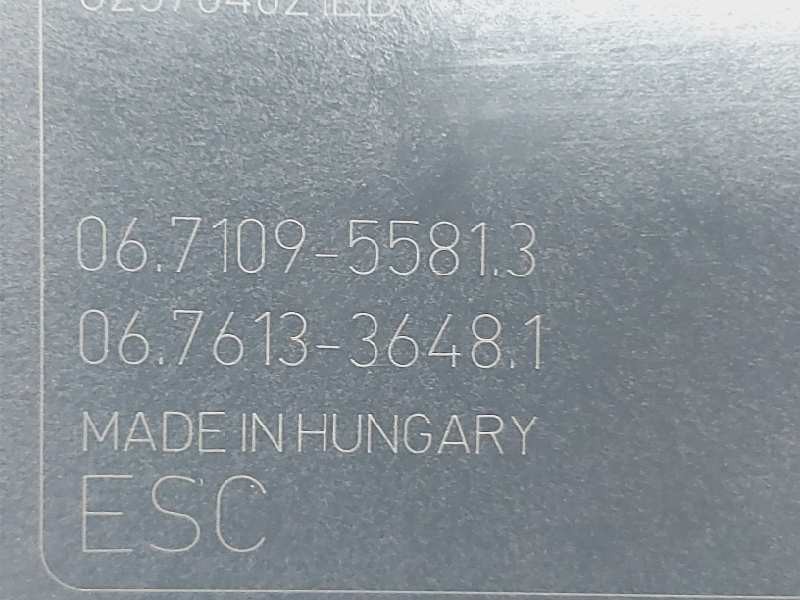 06.7109-5581.3
06.7613-3648.1
MADE IN HUNGARY
ESC